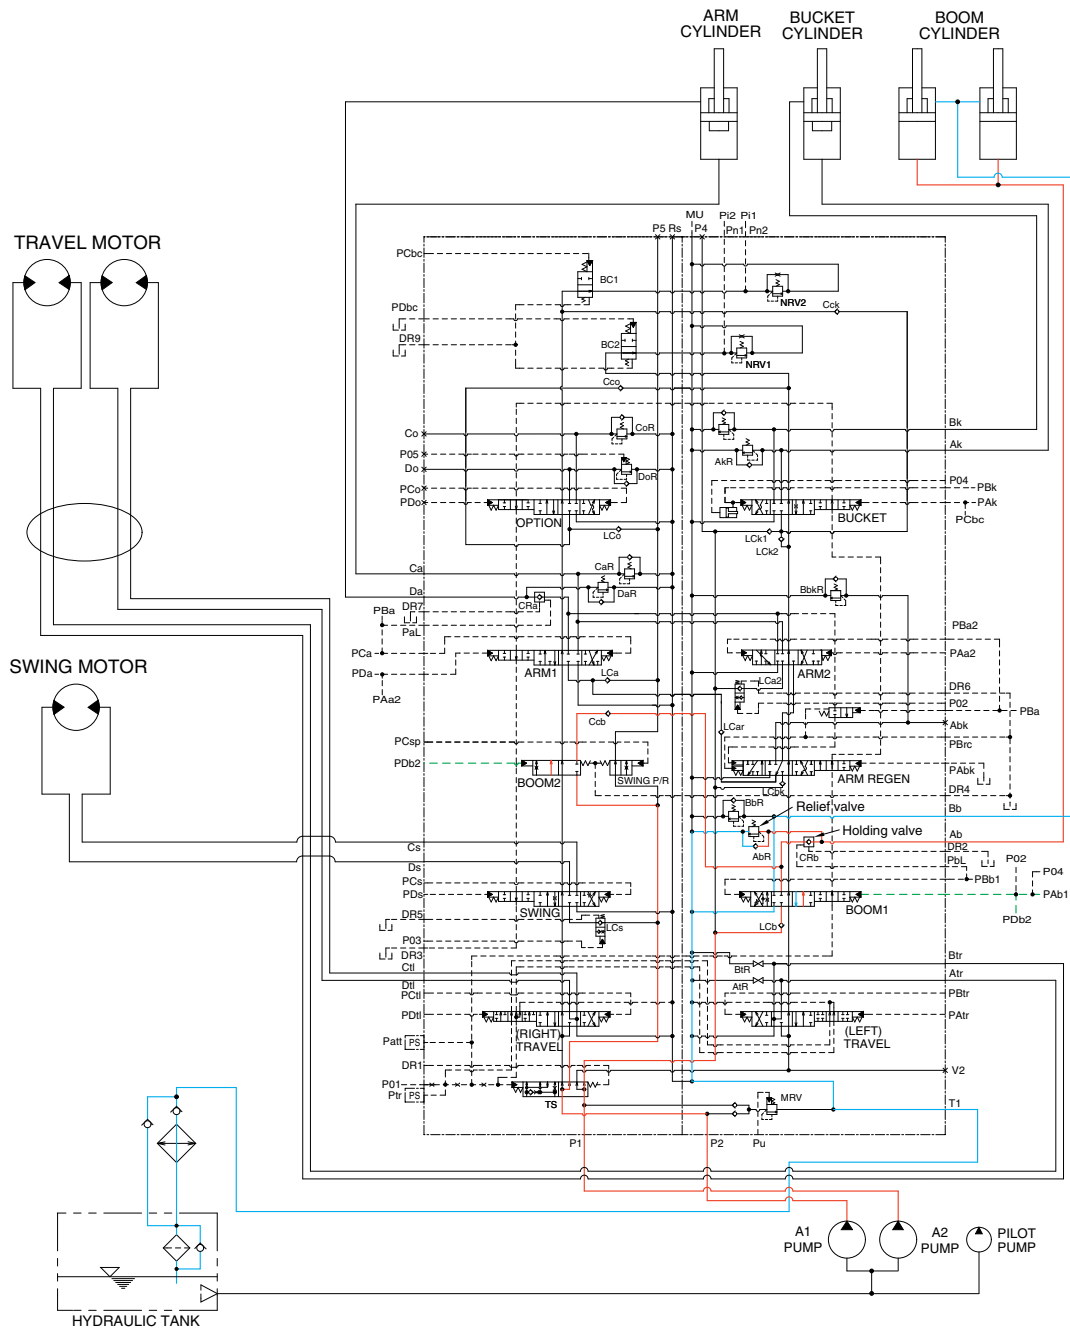 ARM CYLINDER
BUCKET CYLINDER
BOOM CYLINDER
MU
Pi2 Pi1
P5 Rs
P4
Pn1 Pn2
TRAVEL MOTOR
PCbc
BC1
NRV2
Cck
PDbc
DR9
BC2
NRV1
Cco
Co
CoR
Bk
P05
Do
DoR
AkR
Ak
PCo
PDo
P04
PBk
PAk
PCbc
OPTION
BUCKET
LCo
LCk1
LCk2
Ca
CaR
Da
DaR
CRa
BbkR
PBa
DR7
PaL
PCa
PDa
PAa2
ARM1
LCa
ARM2
LCa2
PBa2
PAa2
DR6
P02
PBa
SWING MOTOR
Ccb
LCar
Abk
PCsp
PDb2
BOOM2
SWING P/R
ARM REGEN
LCbk
PBrc
PAbk
DR4
BbR
Relief valve
Bb
AbR
Holding valve
CRb
Ab
DR2
PbL
P02
P04
Cs
Ds
PCs
PDs
SWING
BOOM1
PBb1
PAb1
PDb2
DR5
LCs
LCb
P03
DR3
Ctl
Dtl
PCtl
PDtl
BtR
Btr
AtR
Atr
PBtr
PAtr
(RIGHT) TRAVEL
(LEFT) TRAVEL
Patt
PS
DR1
P01
Ptr
PS
TS
V2
MRV
T1
P1
P2
Pu
A1 PUMP
A2 PUMP
PILOT PUMP
HYDRAULIC TANK